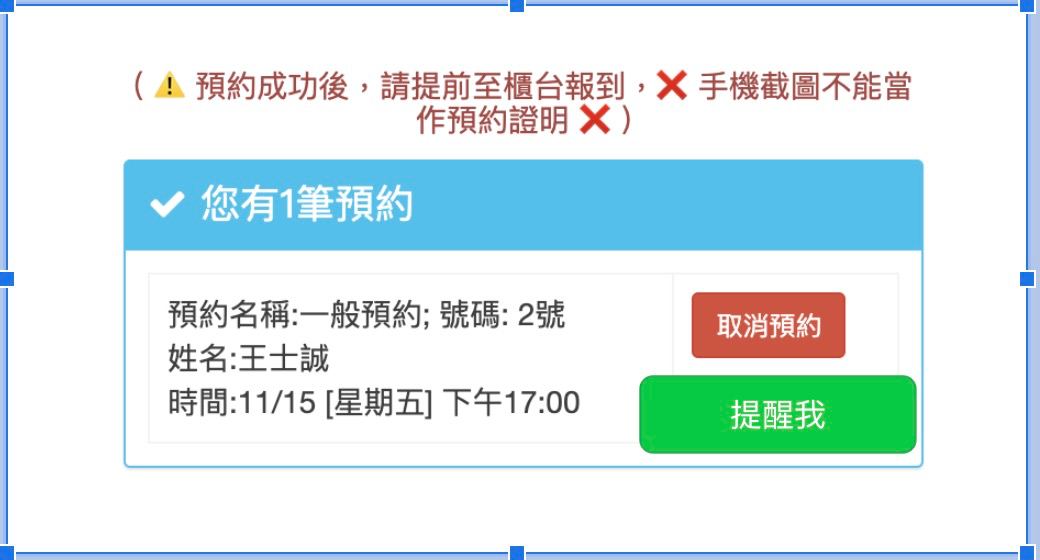 ( ⚠️ 預約成功後，請提前至櫃台報到，❌ 手機截圖不能當
作預約證明 ❌ )
✔ 您有1筆預約
預約名稱:一般預約; 號碼: 2號
取消預約
姓名:王士誠
時間:11/15 [星期五] 下午17:00
提醒我